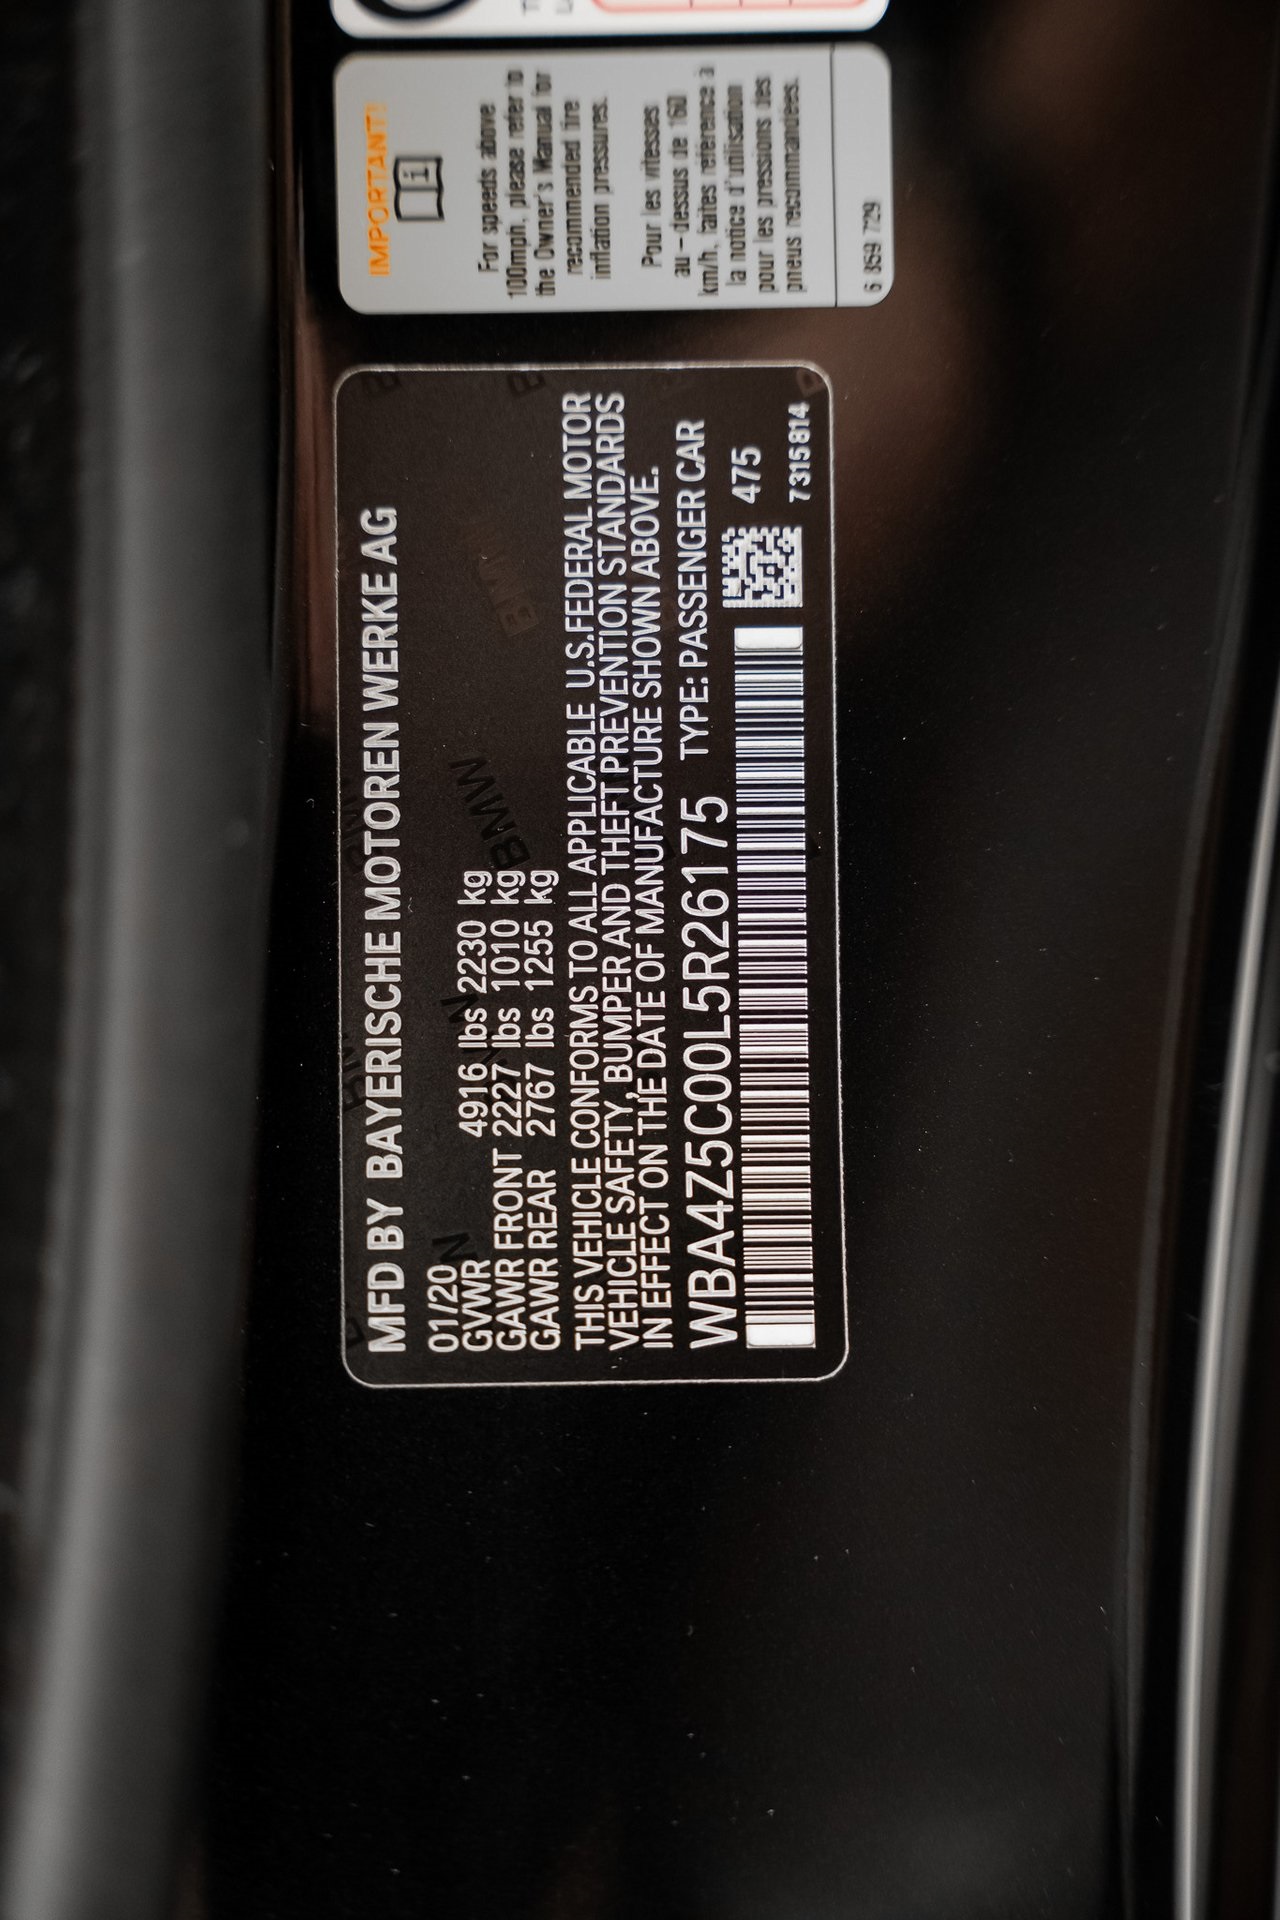 IMPORTANT!
For speeds above
100mph, please refer to
the Owner's Manual for
recommended tire
inflation pressures.
Pour les vitesses
au-dessus de 160
km/h, faites référence à
la notice d'utilisation
pour les pressions des
pneus recommandées.
6 859 729
MFD BY BAYERISCHE MOTOREN WERKE AG
01/20
GVWR 4916 lbs 2230 kg
GAWR FRONT 2227 lbs 1010 kg
GAWR REAR 2767 lbs 1255 kg
THIS VEHICLE CONFORMS TO ALL APPLICABLE U.S.FEDERAL MOTOR
VEHICLE SAFETY, BUMPER AND THEFT PREVENTION STANDARDS
IN EFFECT ON THE DATE OF MANUFACTURE SHOWN ABOVE.
WBA4Z5C00L5R26175 TYPE: PASSENGER CAR
475
7315814
BMW
BMW